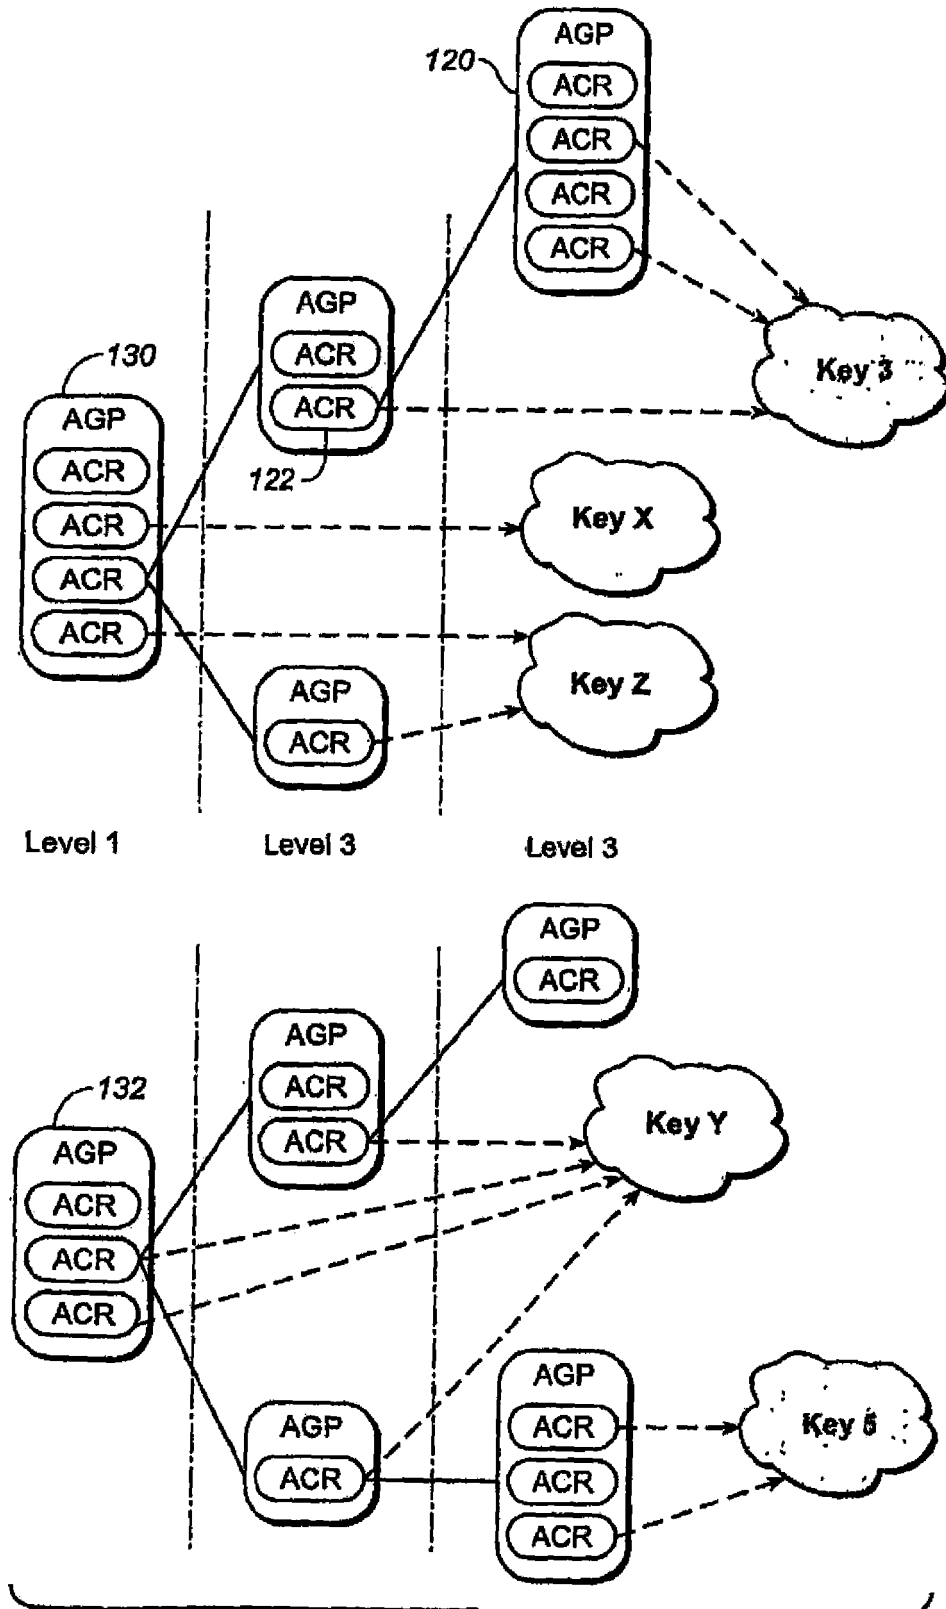 AGP
120
ACR
ACR
ACR
ACR
AGP
ACR
ACR
122
130
AGP
ACR
ACR
ACR
ACR
Key 3
Key X
Key Z
AGP
ACR
Level 1
Level 3
Level 3
AGP
ACR
AGP
ACR
ACR
132
AGP
ACR
ACR
ACR
Key Y
AGP
ACR
AGP
ACR
ACR
ACR
Key 5